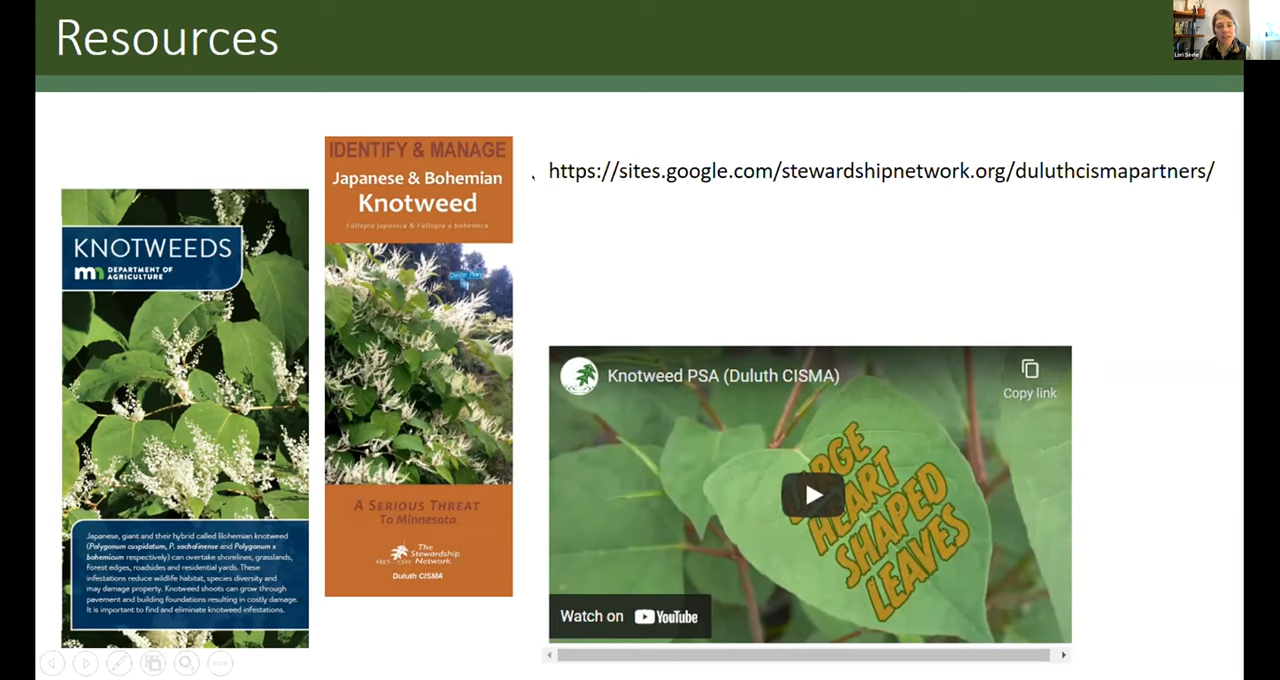 Resources
Lori Seele
https://sites.google.com/stewardshipnetwork.org/duluthcismapartners/
KNOTWEEDS
mn DEPARTMENT OF
AGRICULTURE
Japanese, giant and their hybrid called Bohemian knotweed
(Polygonum cuspidatum, P. sachalinense and Polygonum x
bohemicum respectively) can overtake shorelines, grasslands,
forest edges, roadsides and residential yards. These
infestations reduce wildlife habitat, species diversity and
may damage property. Knotweed shoots can grow through
pavement and building foundations resulting in costly damage.
It is important to find and eliminate knotweed infestations.
IDENTIFY & MANAGE
Japanese & Bohemian
Knotweed
Fallopia japonica & Fallopia x bohemica
A SERIOUS THREAT
To Minnesota
The
Stewardship
Network
Duluth CISMA
Knotweed PSA (Duluth CISMA)
Copy link
HEART
SHAPED
LEAVES
Watch on YouTube